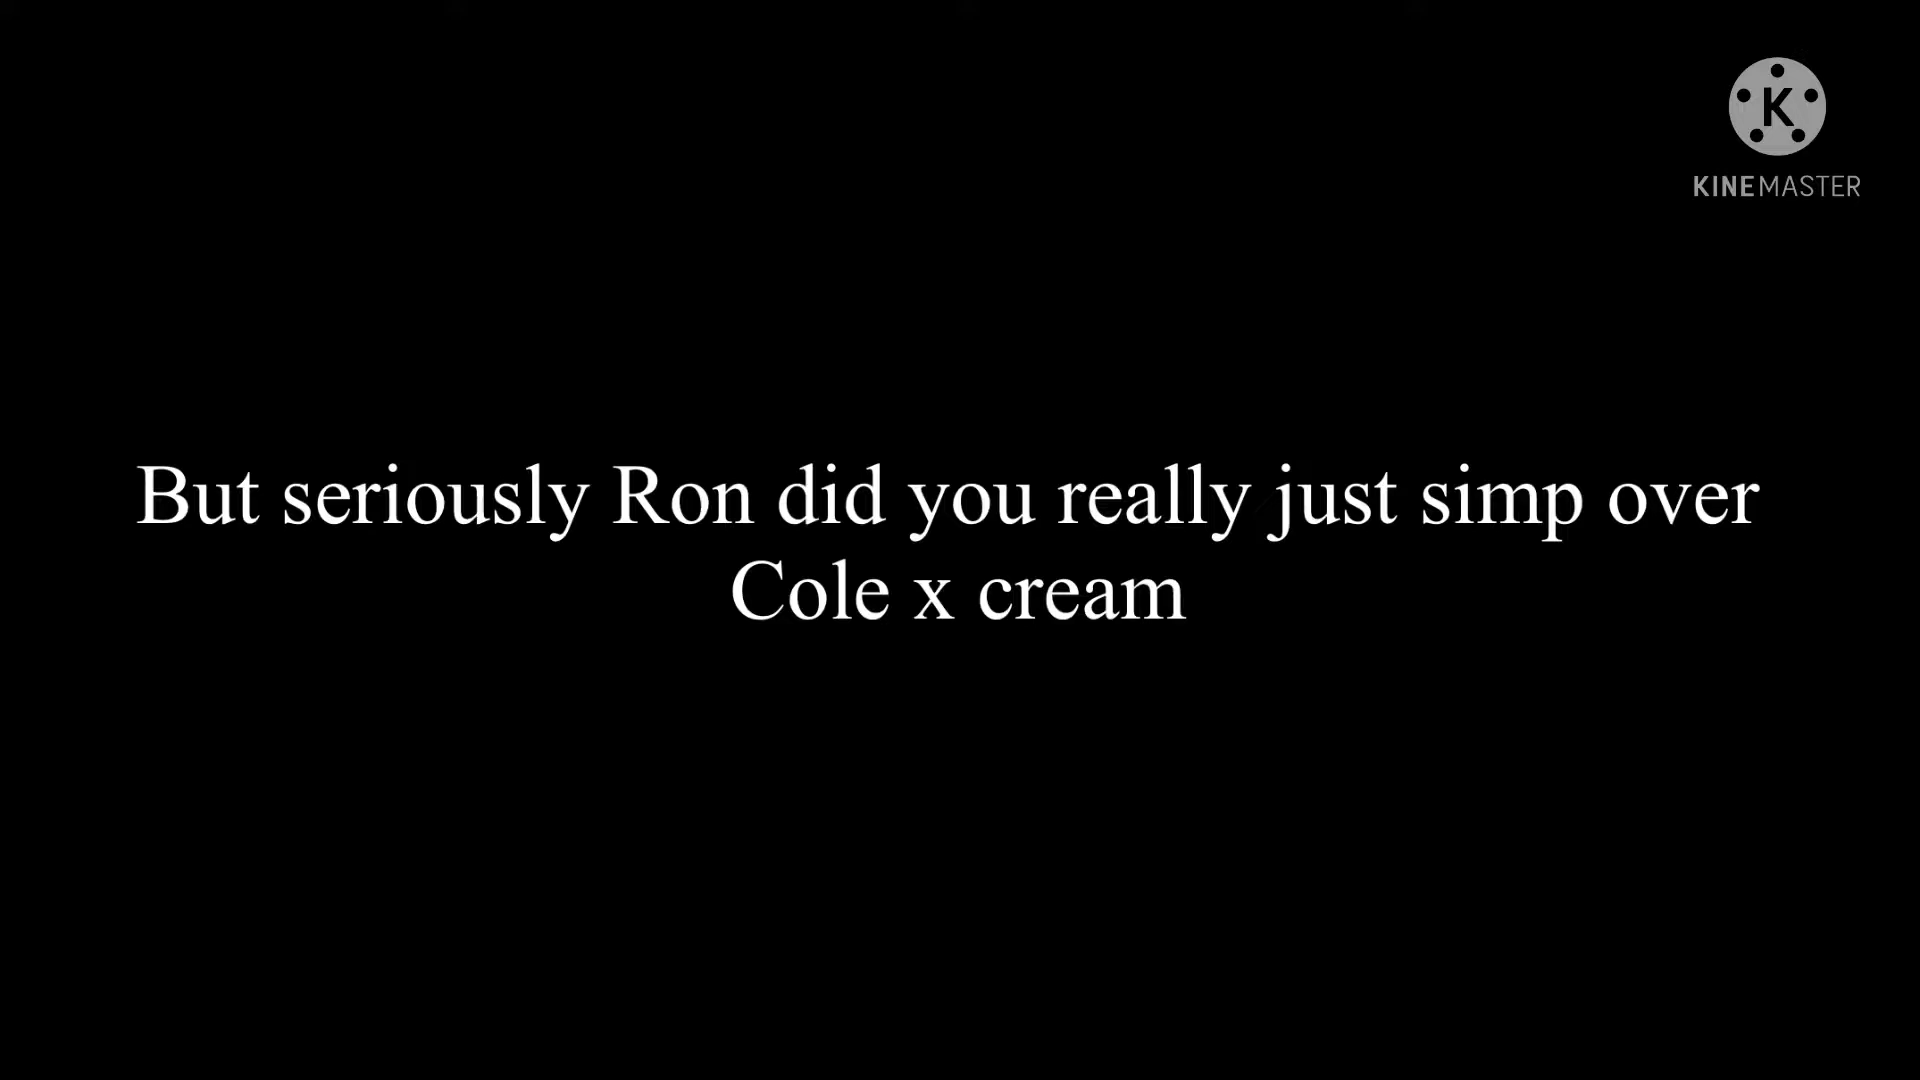 K
KINEMASTER
But seriously Ron did you really just simp over
Cole x cream